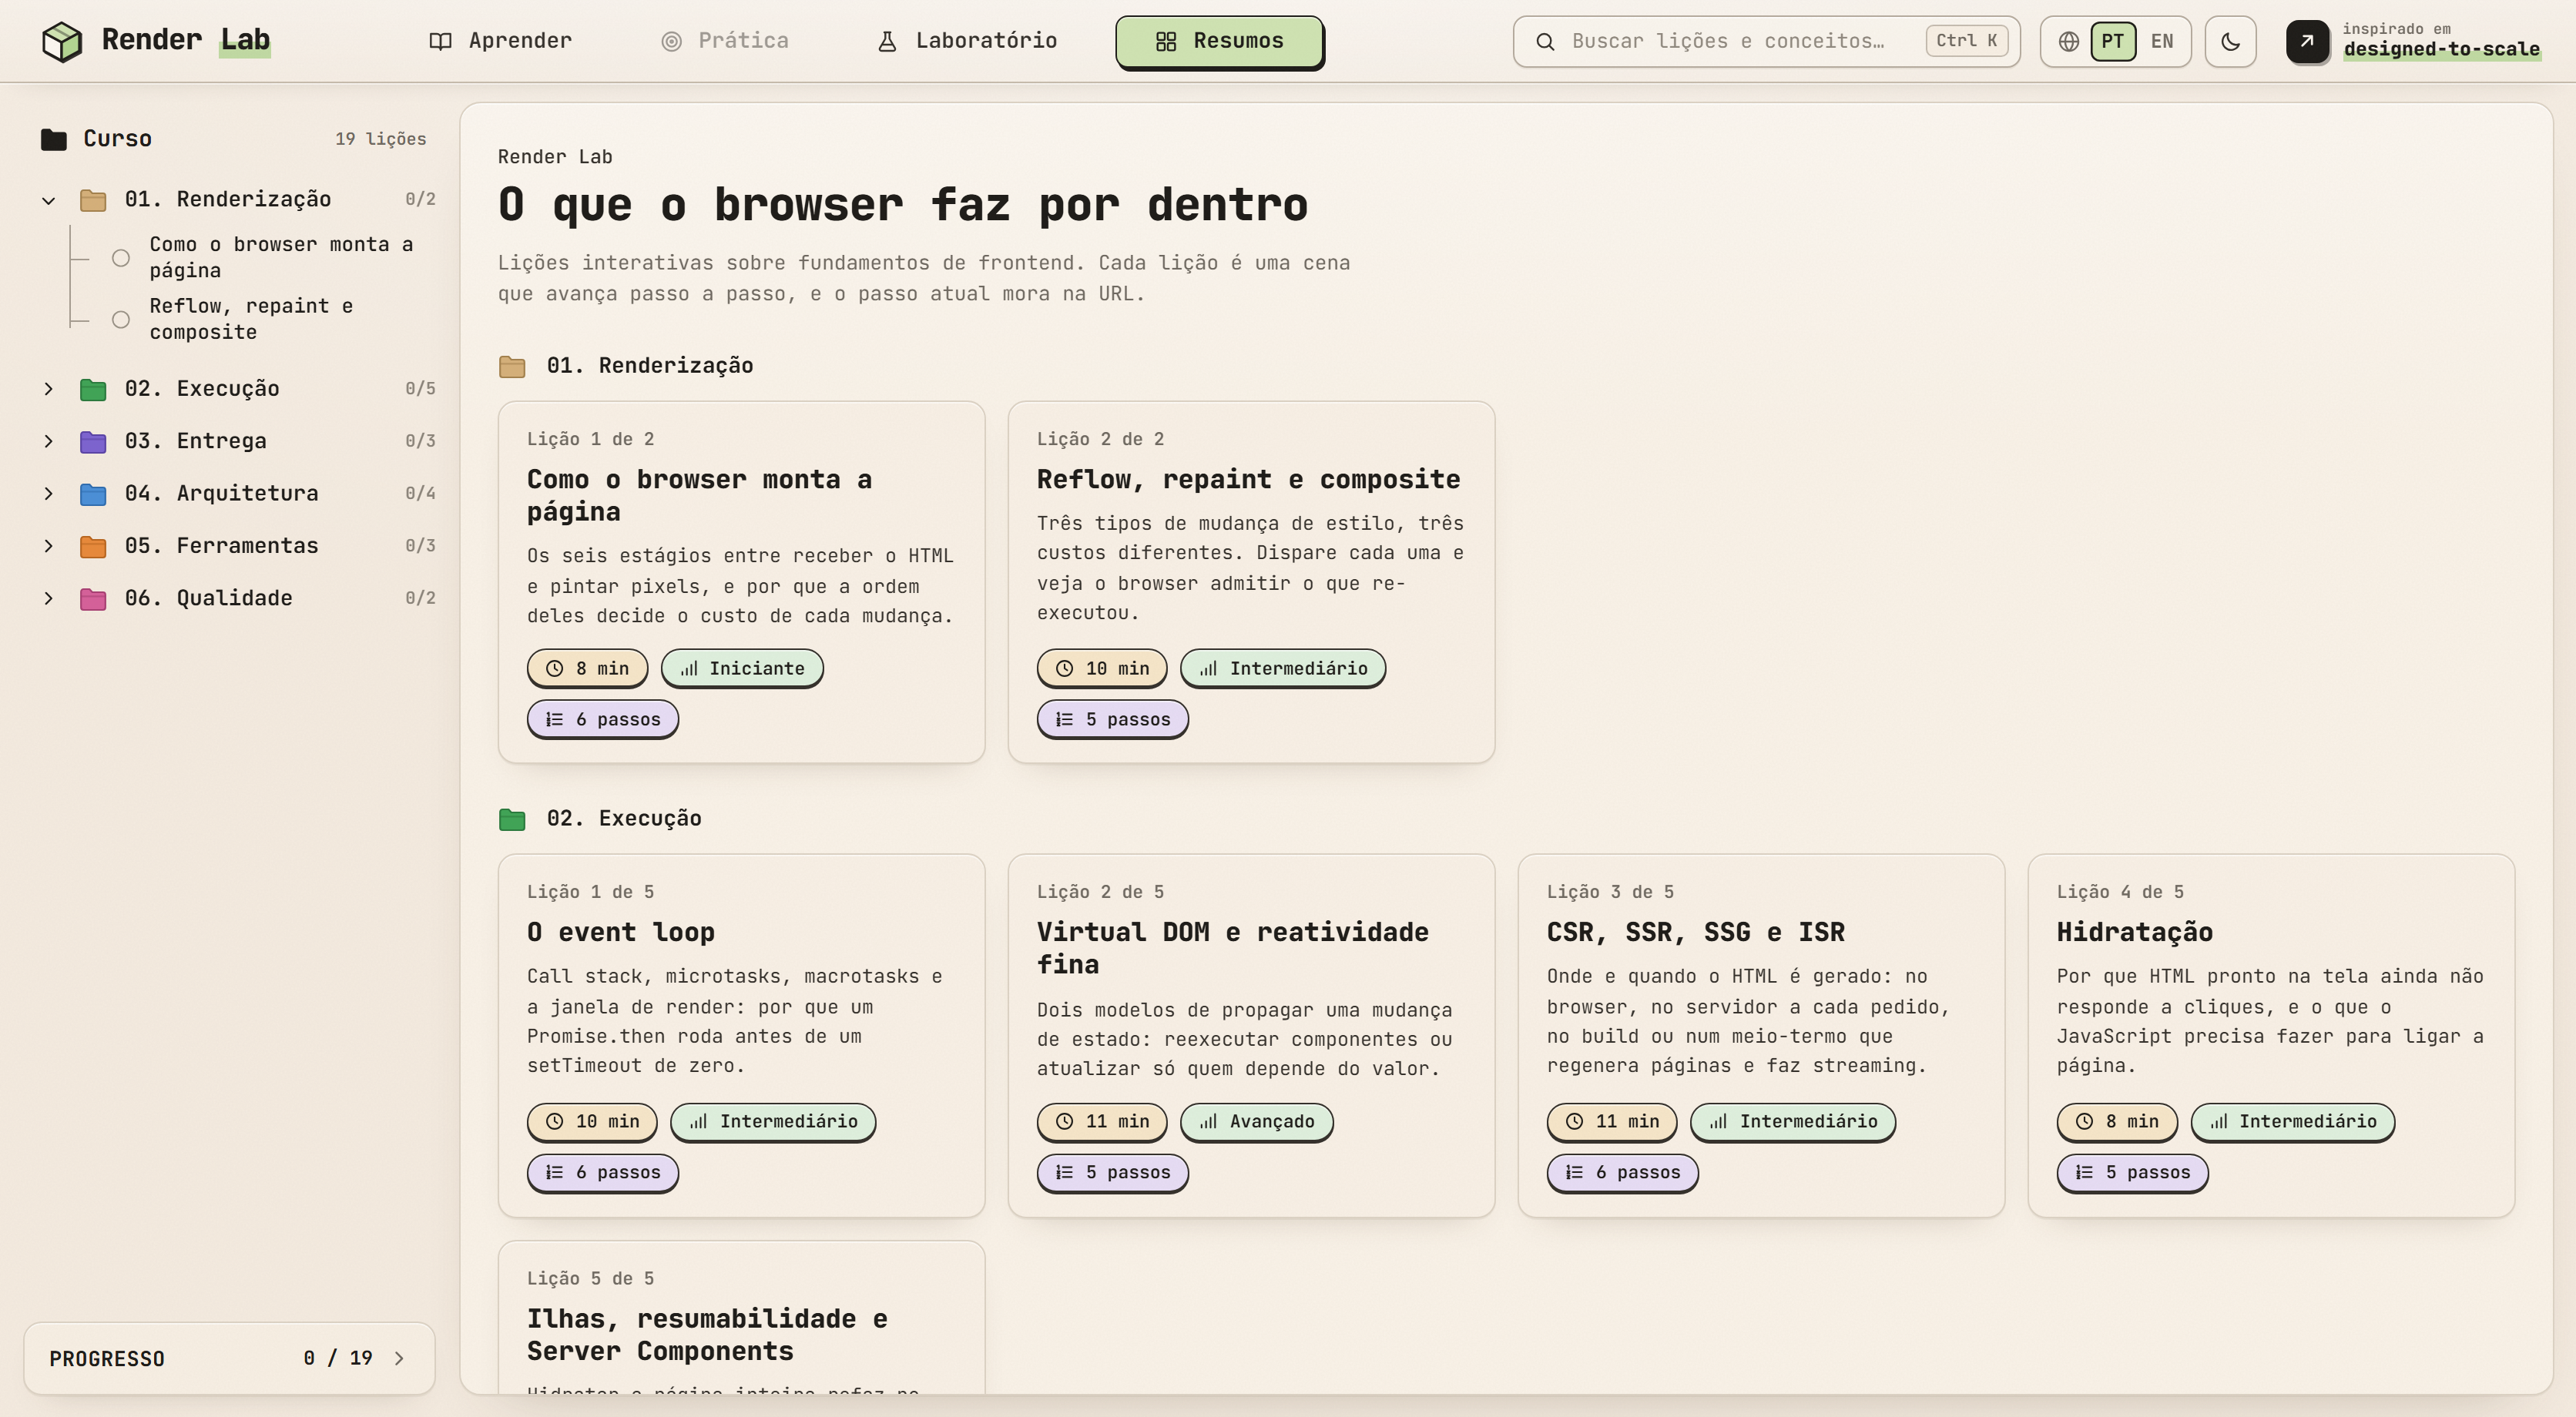 Render Lab
Aprender
Prática
Laboratório
Resumos
Buscar lições e conceitos…
Ctrl K
PT
EN
inspirado em
designed-to-scale
Curso
19 lições
01. Renderização
0/2
Como o browser monta a
página
Reflow, repaint e
composite
02. Execução
0/5
03. Entrega
0/3
04. Arquitetura
0/4
05. Ferramentas
0/3
06. Qualidade
0/2
PROGRESSO
0 / 19
Render Lab
O que o browser faz por dentro
Lições interativas sobre fundamentos de frontend. Cada lição é uma cena
que avança passo a passo, e o passo atual mora na URL.
01. Renderização
Lição 1 de 2
Como o browser monta a
página
Os seis estágios entre receber o HTML
e pintar pixels, e por que a ordem
deles decide o custo de cada mudança.
8 min
Iniciante
6 passos
Lição 2 de 2
Reflow, repaint e composite
Três tipos de mudança de estilo, três
custos diferentes. Dispare cada uma e
veja o browser admitir o que re-
executou.
10 min
Intermediário
5 passos
02. Execução
Lição 1 de 5
O event loop
Call stack, microtasks, macrotasks e
a janela de render: por que um
Promise.then roda antes de um
setTimeout de zero.
10 min
Intermediário
6 passos
Lição 2 de 5
Virtual DOM e reatividade
fina
Dois modelos de propagar uma mudança
de estado: reexecutar componentes ou
atualizar só quem depende do valor.
11 min
Avançado
5 passos
Lição 3 de 5
CSR, SSR, SSG e ISR
Onde e quando o HTML é gerado: no
browser, no servidor a cada pedido,
no build ou num meio-termo que
regenera páginas e faz streaming.
11 min
Intermediário
6 passos
Lição 4 de 5
Hidratação
Por que HTML pronto na tela ainda não
responde a cliques, e o que o
JavaScript precisa fazer para ligar a
página.
8 min
Intermediário
5 passos
Lição 5 de 5
Ilhas, resumabilidade e
Server Components